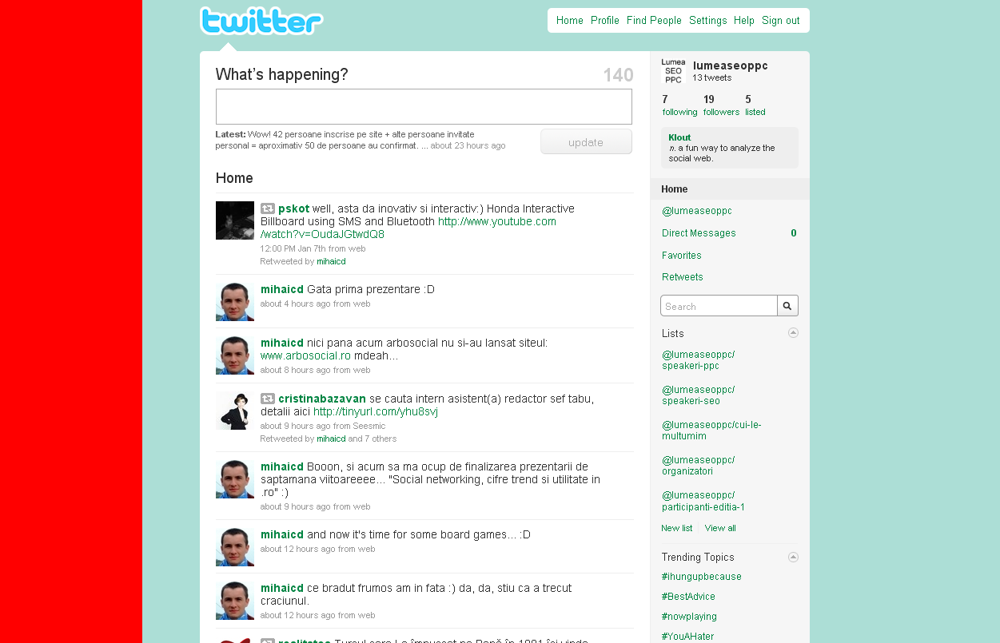 twitter
Home Profile Find People Settings Help Sign out
What's happening?
140
Latest: Wow! 42 persoane inscrise pe site + alte persoane invitate
personal = aproximativ 50 de persoane au confirmat. ... about 23 hours ago
update
Home
pskot well, asta da inovativ si interactiv:) Honda Interactive
Billboard using SMS and Bluetooth http://www.youtube.com
/watch?v=OudaJGtwdQ8
12:00 PM Jan 7th from web
Retweeted by mihaicd
mihaicd Gata prima prezentare :D
about 4 hours ago from web
mihaicd nici pana acum arbosocial nu si-au lansat siteul:
www.arbosocial.ro mdeah...
about 8 hours ago from web
cristinabazavan se cauta intern asistent(a) redactor sef tabu,
detalii aici http://tinyurl.com/yhu8svj
about 9 hours ago from Seesmic
Retweeted by mihaicd and 7 others
mihaicd Booon, si acum sa ma ocup de finalizarea prezentarii de
saptamana viitoareeee... "Social networking, cifre trend si utilitate in
.ro" :)
about 9 hours ago from web
mihaicd and now it's time for some board games... :D
about 12 hours ago from web
mihaicd ce bradut frumos am in fata :) da, da, stiu ca a trecut
craciunul.
about 12 hours ago from web
Lumea
SEO
PPC
lumeaseoppc
13 tweets
7 19 5
following followers listed
Klout
n. a fun way to analyze the
social web.
Home
@lumeaseoppc
Direct Messages 0
Favorites
Retweets
Search
Lists
@lumeaseoppc/
speakeri-ppc
@lumeaseoppc/
speakeri-seo
@lumeaseoppc/cui-le-
multumim
@lumeaseoppc/
organizatori
@lumeaseoppc/
participanti-editia-1
New list View all
Trending Topics
#ihungupbecause
#BestAdvice
#nowplaying
#YouAHater